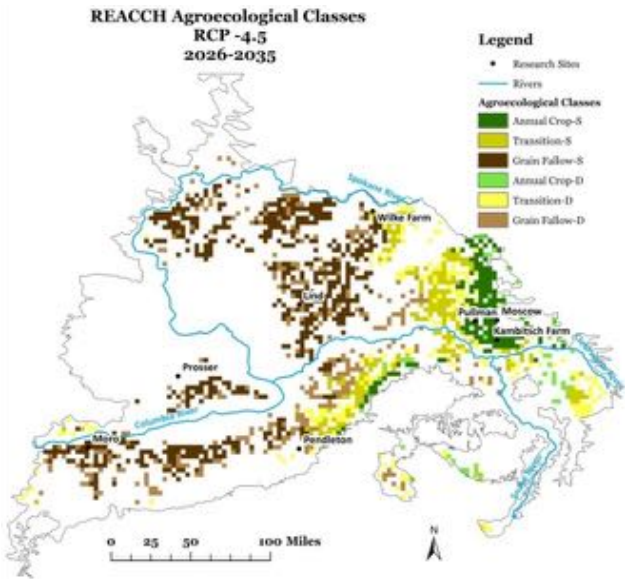 REACCH Agroecological Classes
RCP -4.5
2026-2035
Legend
Research Sites
Rivers
Agroecological Classes
Annual Crop-S
Transition-S
Grain Fallow-S
Annual Crop-D
Transition-D
Grain Fallow-D
Spokane River
Wilke Farm
Lind
Pullman Moscow
Kambitsch Farm
Prosser
Columbia River
Moro
Pendleton
N
0 25 50 100 Miles